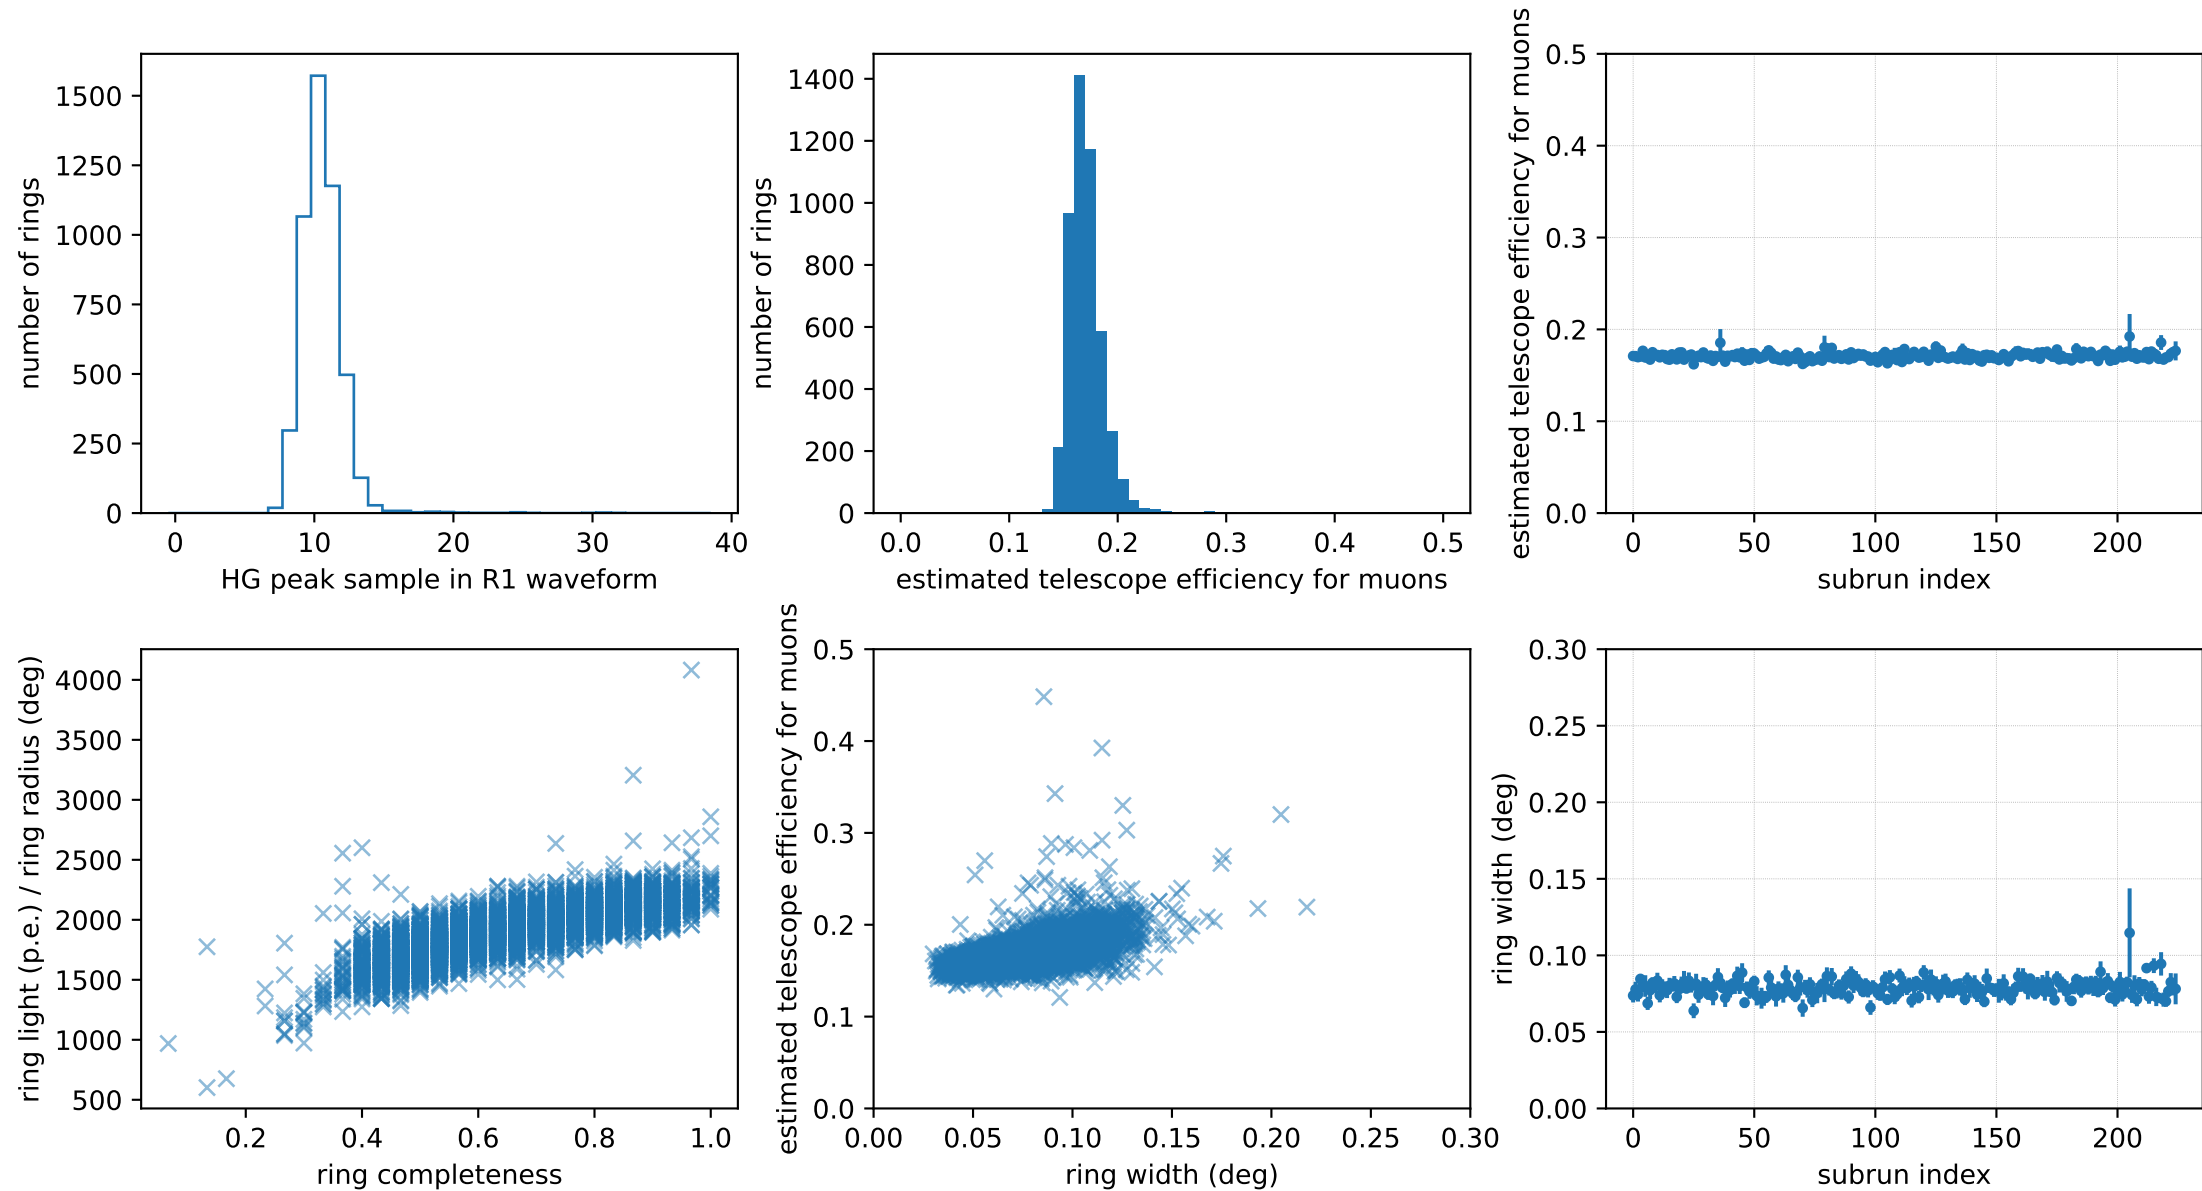 number of rings
1500
1250
1000
750
500
250
0
0 10 20 30 40
HG peak sample in R1 waveform
number of rings
1400
1200
1000
800
600
400
200
0
0.0 0.1 0.2 0.3 0.4 0.5
estimated telescope efficiency for muons
estimated telescope efficiency for muons
0.5
0.4
0.3
0.2
0.1
0.0
0 50 100 150 200
subrun index
ring light (p.e.) / ring radius (deg)
4000
3500
3000
2500
2000
1500
1000
500
0.2 0.4 0.6 0.8 1.0
ring completeness
estimated telescope efficiency for muons
0.5
0.4
0.3
0.2
0.1
0.0
0.00 0.05 0.10 0.15 0.20 0.25 0.30
ring width (deg)
ring width (deg)
0.30
0.25
0.20
0.15
0.10
0.05
0.00
0 50 100 150 200
subrun index